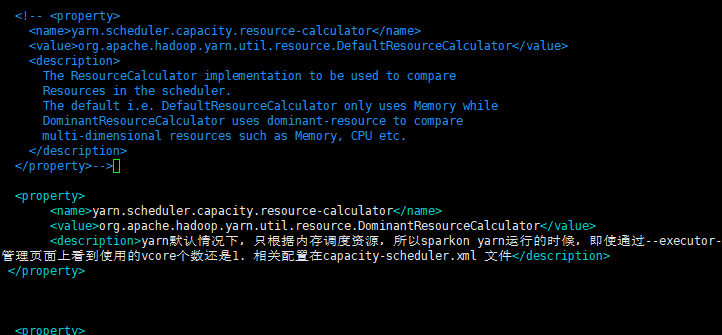 <!-- <property>
<name>yarn.scheduler.capacity.resource-calculator</name>
<value>org.apache.hadoop.yarn.util.resource.DefaultResourceCalculator</value>
<description>
The ResourceCalculator implementation to be used to compare
Resources in the scheduler.
The default i.e. DefaultResourceCalculator only uses Memory while
DominantResourceCalculator uses dominant-resource to compare
multi-dimensional resources such as Memory, CPU etc.
</description>
</property>-->
<property>
<name>yarn.scheduler.capacity.resource-calculator</name>
<value>org.apache.hadoop.yarn.util.resource.DominantResourceCalculator</value>
<description>yarn默认情况下, 只根据内存调度资源, 所以sparkon yarn运行的时候, 即使通过--executor-
管理页面上看到使用的vcore个数还是1. 相关配置在capacity-scheduler.xml 文件</description>
</property>
<property>